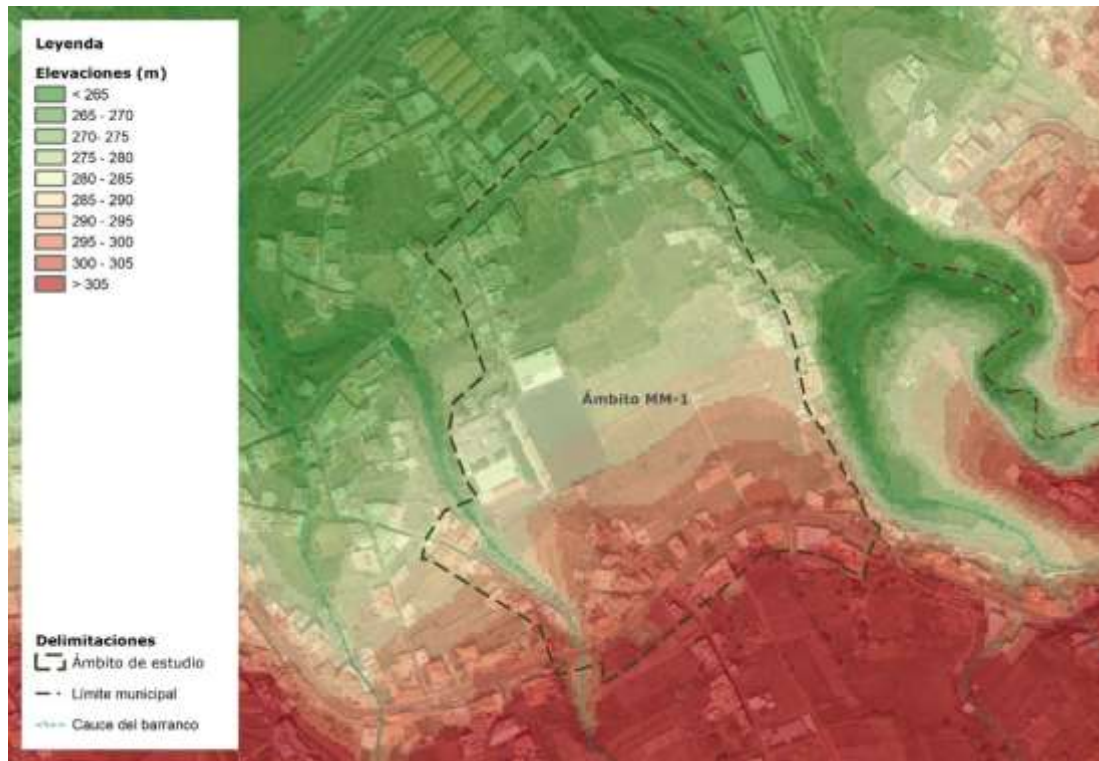 Leyenda
Elevaciones (m)
< 265
265 - 270
270- 275
275 - 280
280 - 285
285 - 290
290 - 295
295 - 300
300 - 305
> 305
Ámbito MM-1
Delimitaciones
Ámbito de estudio
Límite municipal
Cauce del barranco